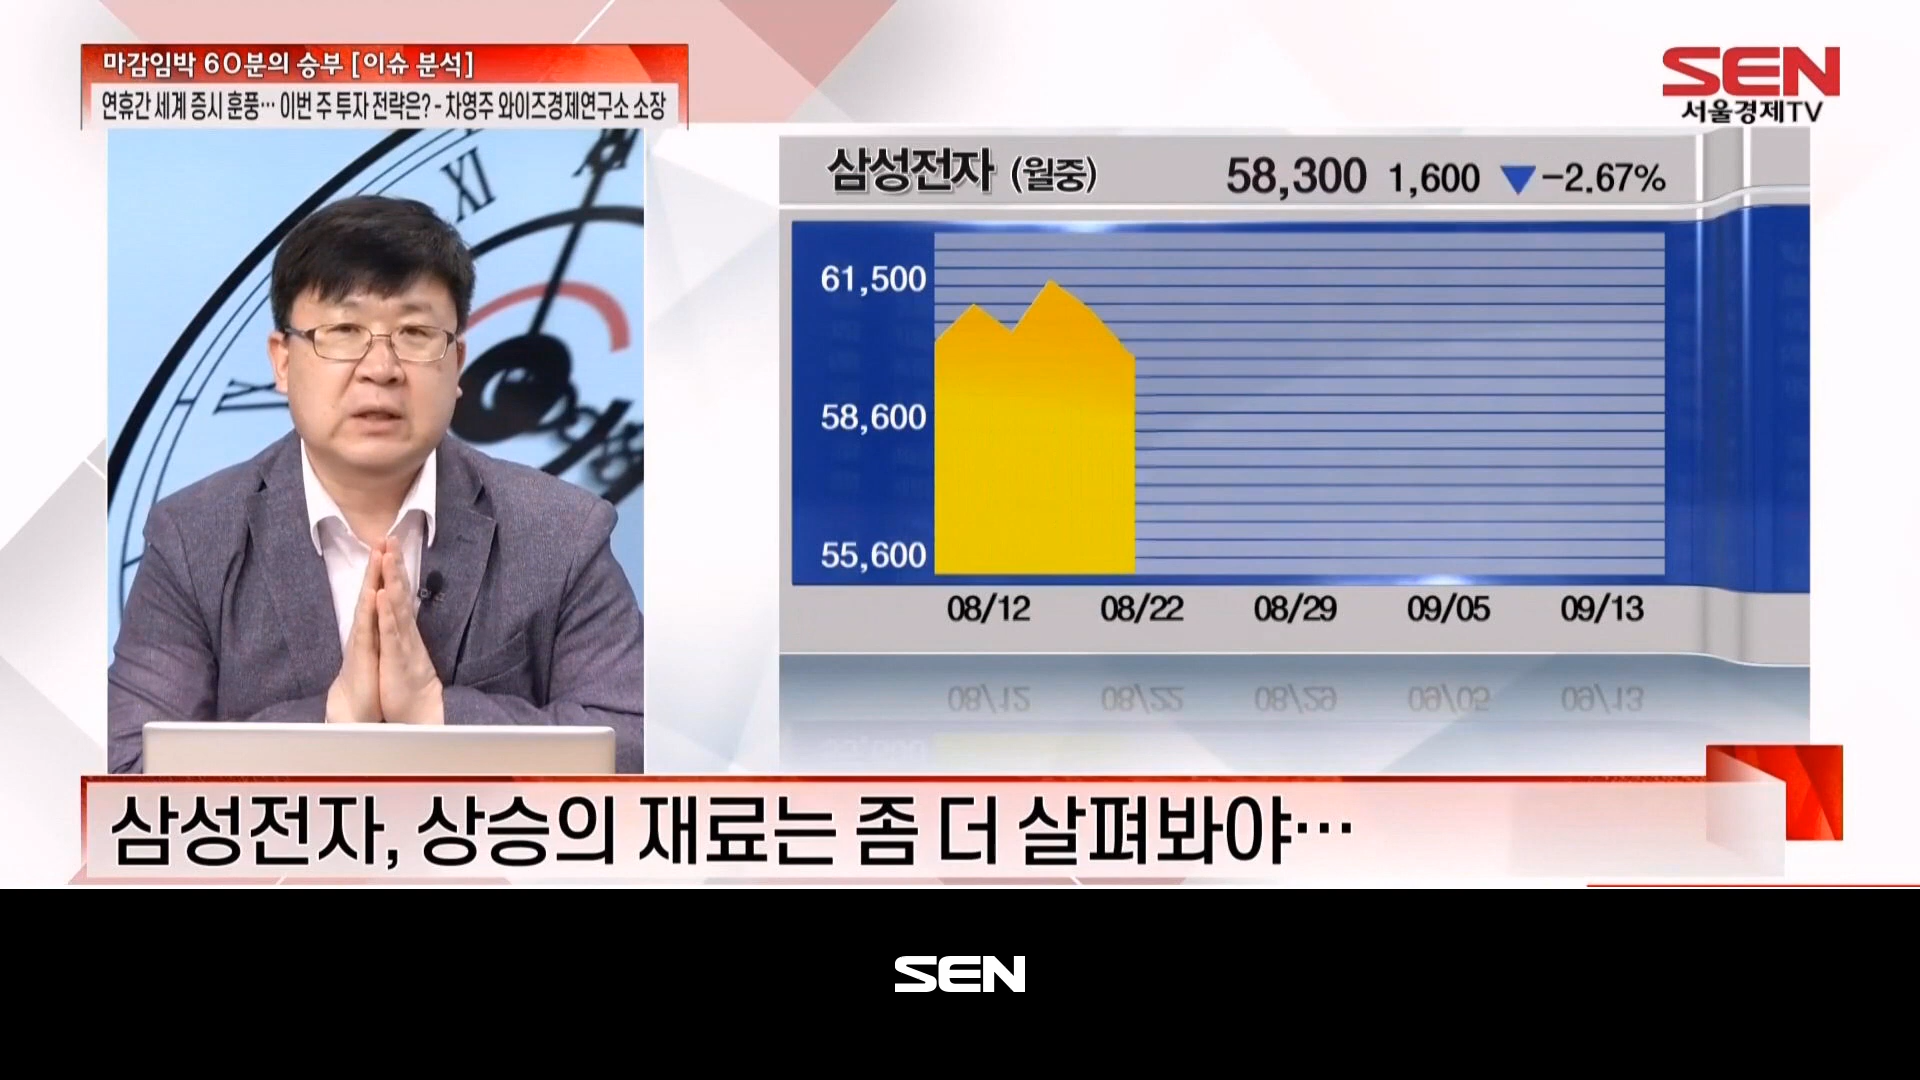 마감임박 60분의 승부 [이슈 분석]
연휴간 세계 증시 훈풍… 이번 주 투자 전략은? - 차영주 와이즈경제연구소 소장
SEN
서울경제TV
삼성전자 (월중) 58,300 1,600 ▼-2.67%
61,500
58,600
55,600
08/12 08/22 08/29 09/05 09/13
삼성전자, 상승의 재료는 좀 더 살펴봐야…
SEN